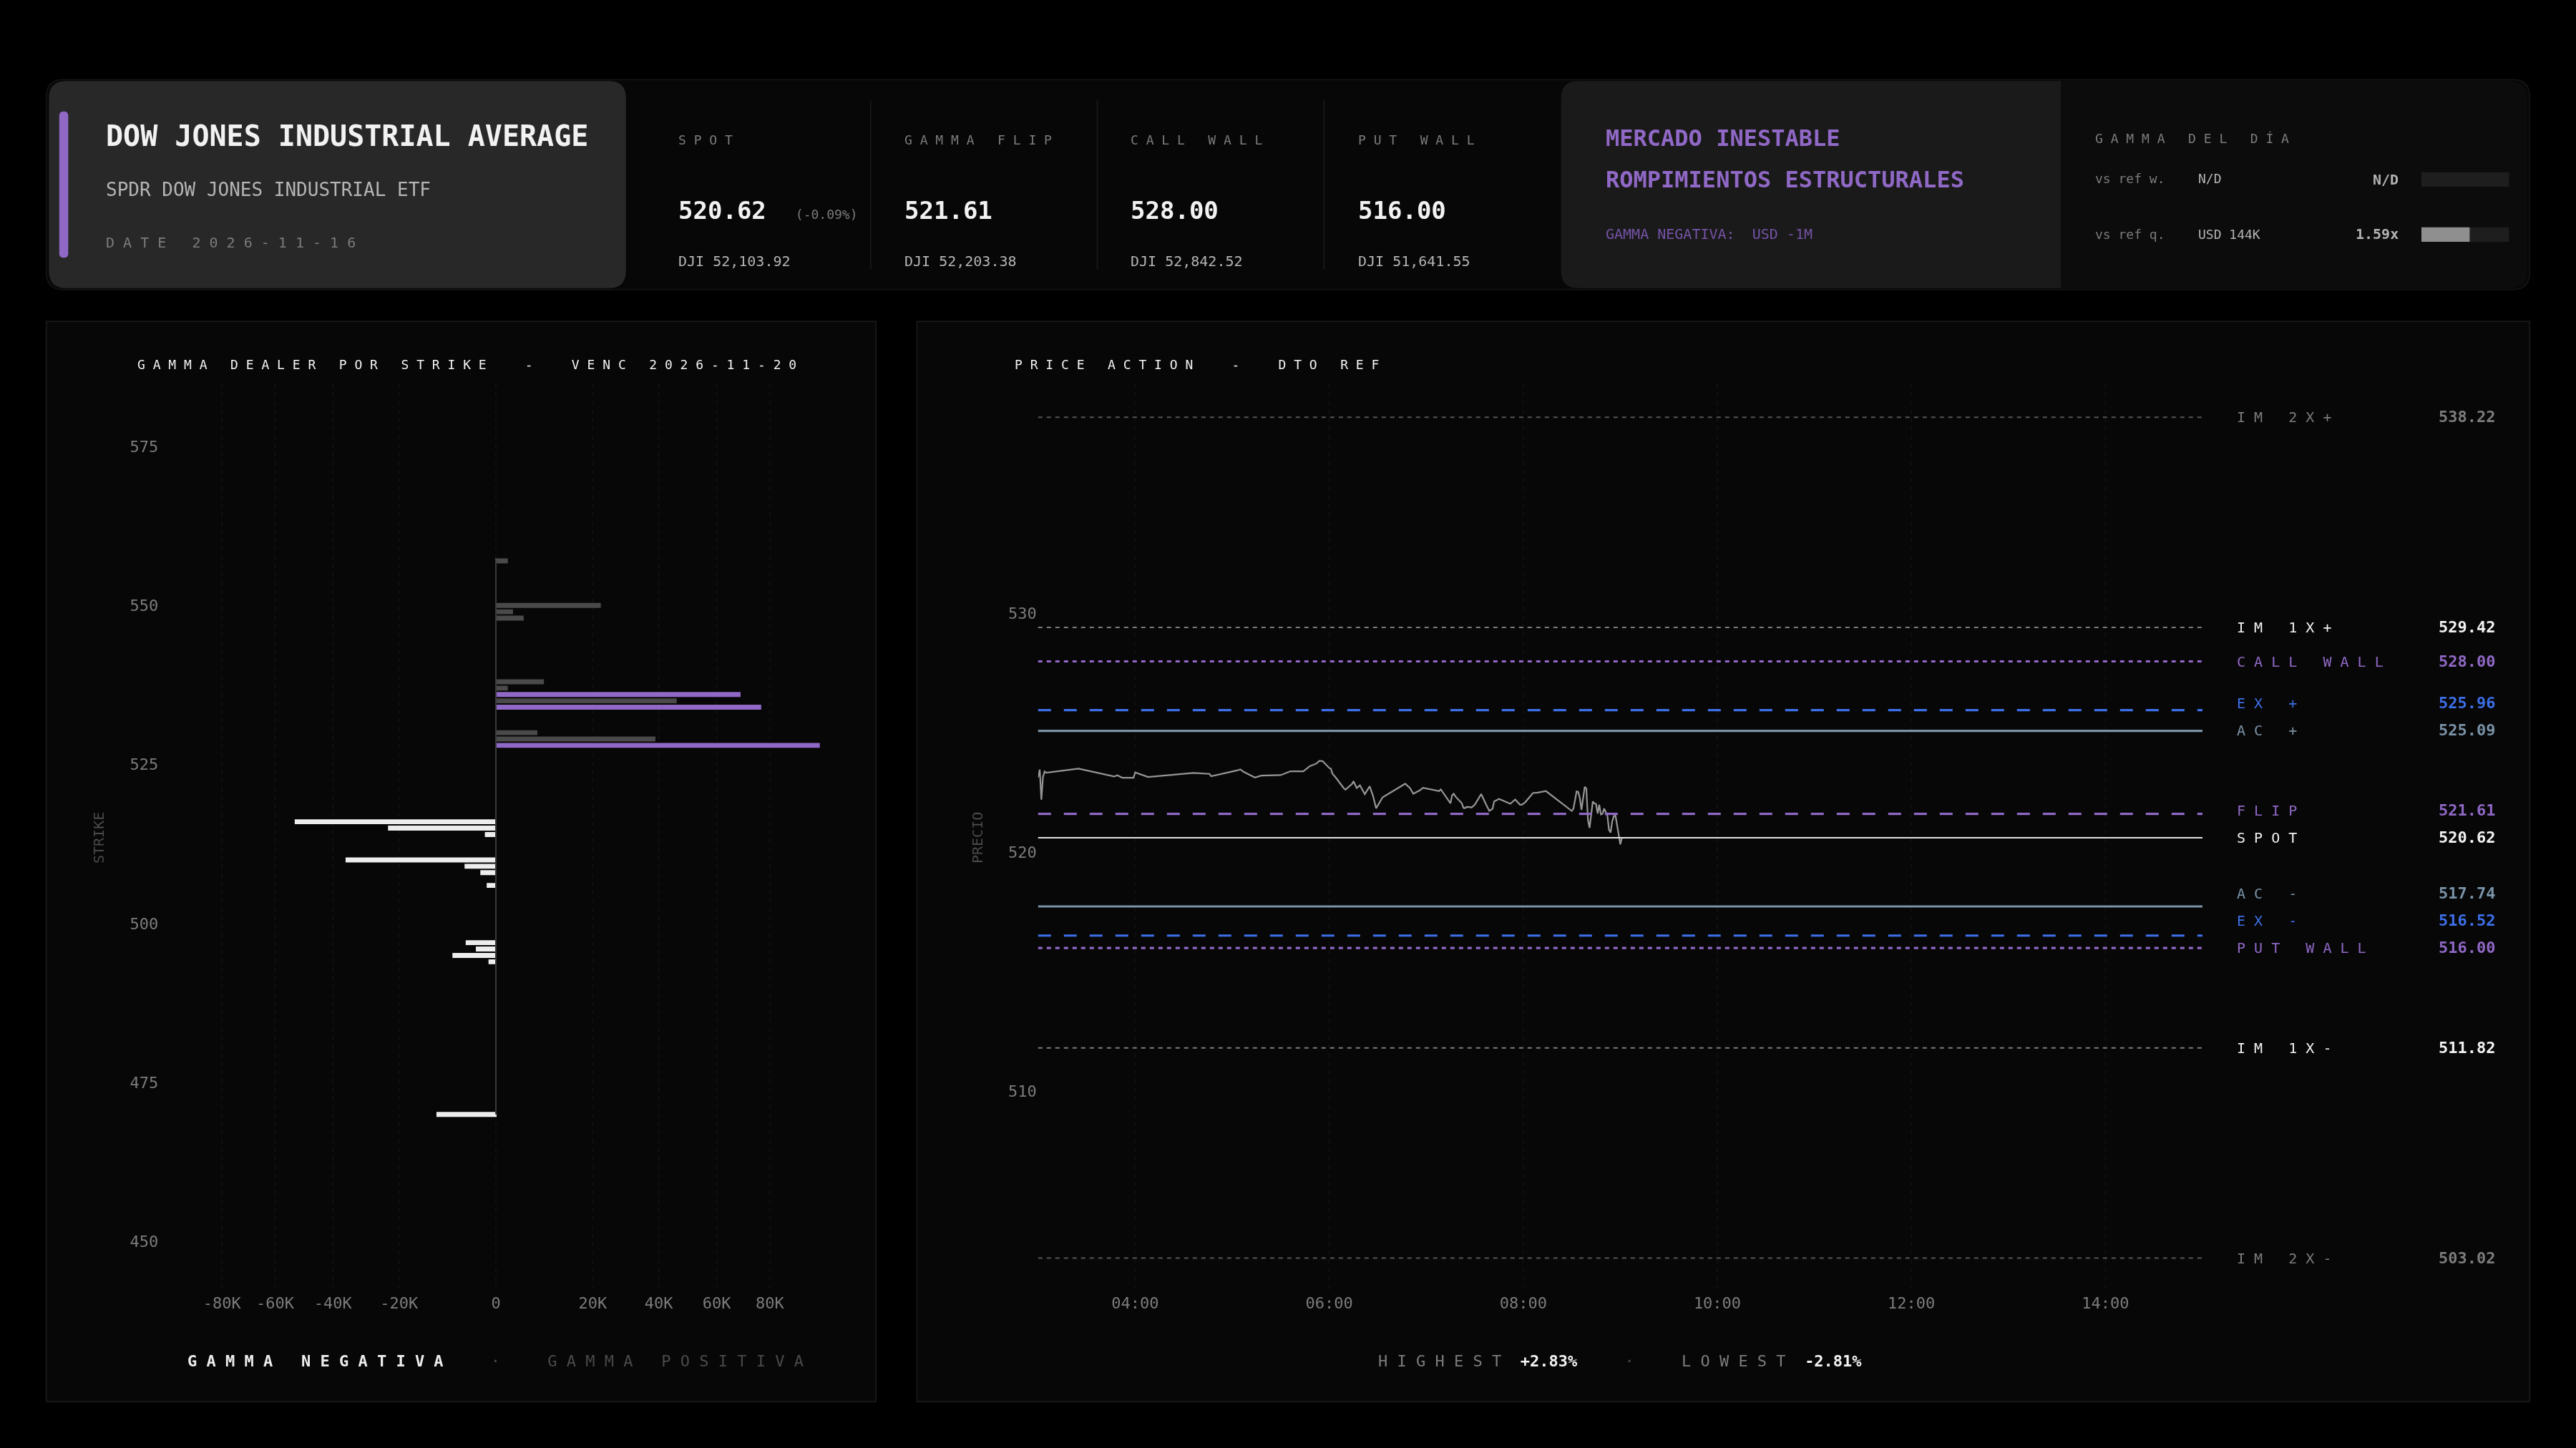 DOW JONES INDUSTRIAL AVERAGE
SPDR DOW JONES INDUSTRIAL ETF
DATE 2026-11-16
SPOT
520.62 (-0.09%)
DJI 52,103.92
GAMMA FLIP
521.61
DJI 52,203.38
CALL WALL
528.00
DJI 52,842.52
PUT WALL
516.00
DJI 51,641.55
MERCADO INESTABLE
ROMPIMIENTOS ESTRUCTURALES
GAMMA NEGATIVA: USD -1M
GAMMA DEL DÍA
vs ref w. N/D N/D
vs ref q. USD 144K 1.59x
GAMMA DEALER POR STRIKE - VENC 2026-11-20
STRIKE
575
550
525
500
475
450
-80K -60K -40K -20K 0 20K 40K 60K 80K
GAMMA NEGATIVA · GAMMA POSITIVA
PRICE ACTION - DTO REF
PRECIO
530
520
510
IM 2X+ 538.22
IM 1X+ 529.42
CALL WALL 528.00
EX + 525.96
AC + 525.09
FLIP 521.61
SPOT 520.62
AC - 517.74
EX - 516.52
PUT WALL 516.00
IM 1X- 511.82
IM 2X- 503.02
04:00 06:00 08:00 10:00 12:00 14:00
HIGHEST +2.83% · LOWEST -2.81%